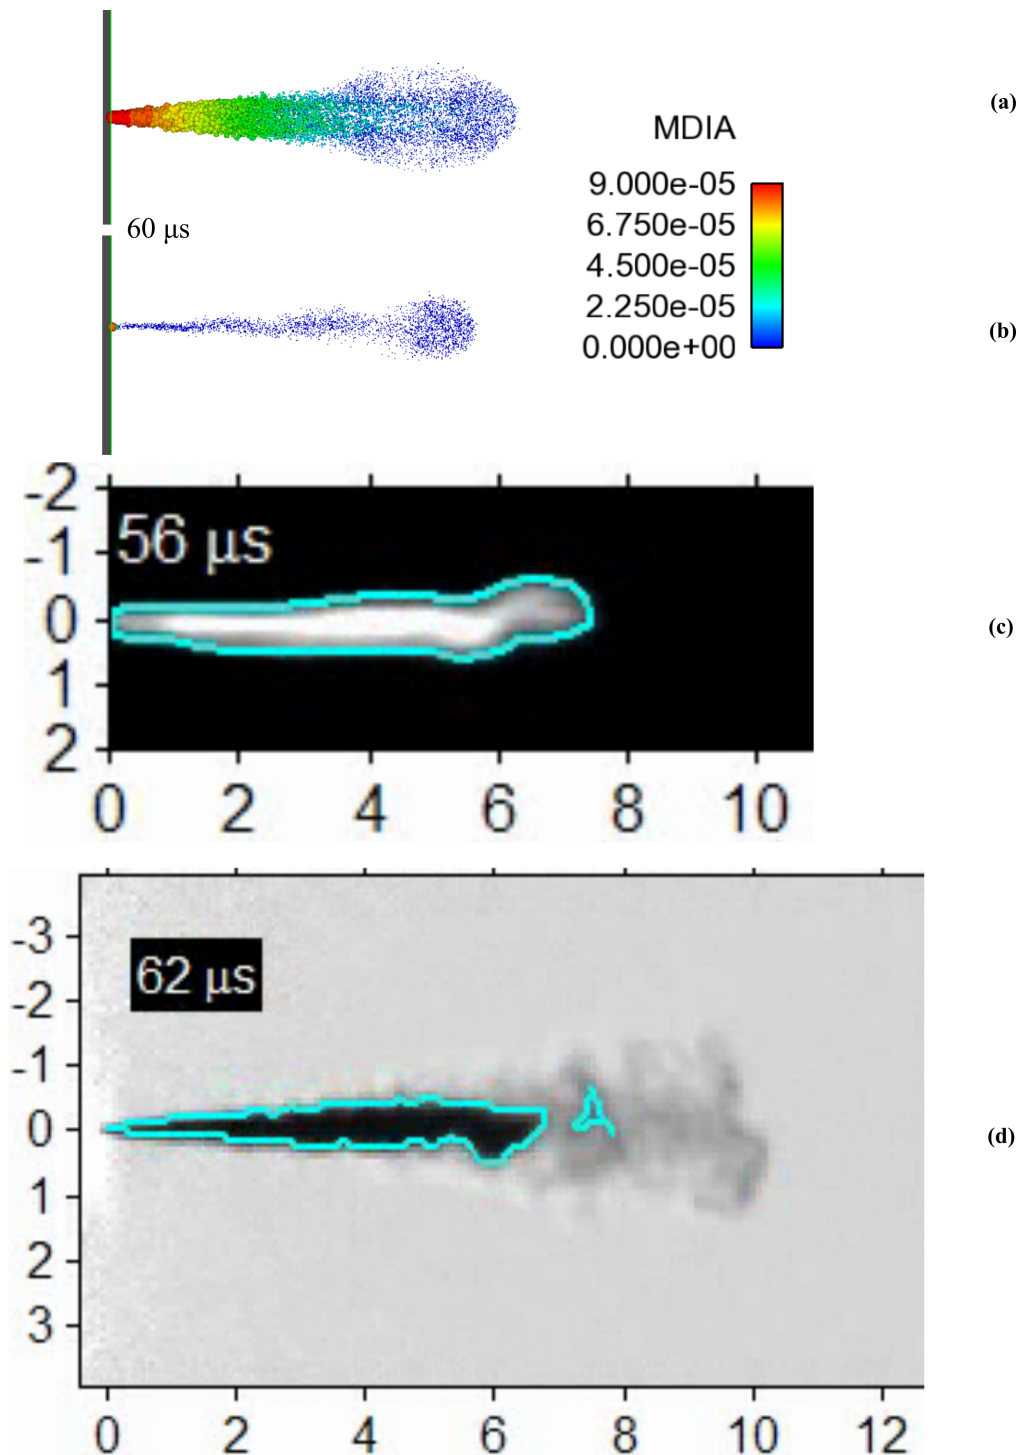 (a)
MDIA
9.000e-05
6.750e-05
60 μs
4.500e-05
2.250e-05
(b)
0.000e+00
-2
56 μs
-1
0
(c)
1
2
0 2 4 6 8 10
-3
62 μs
-2
-1
0
(d)
1
2
3
0 2 4 6 8 10 12